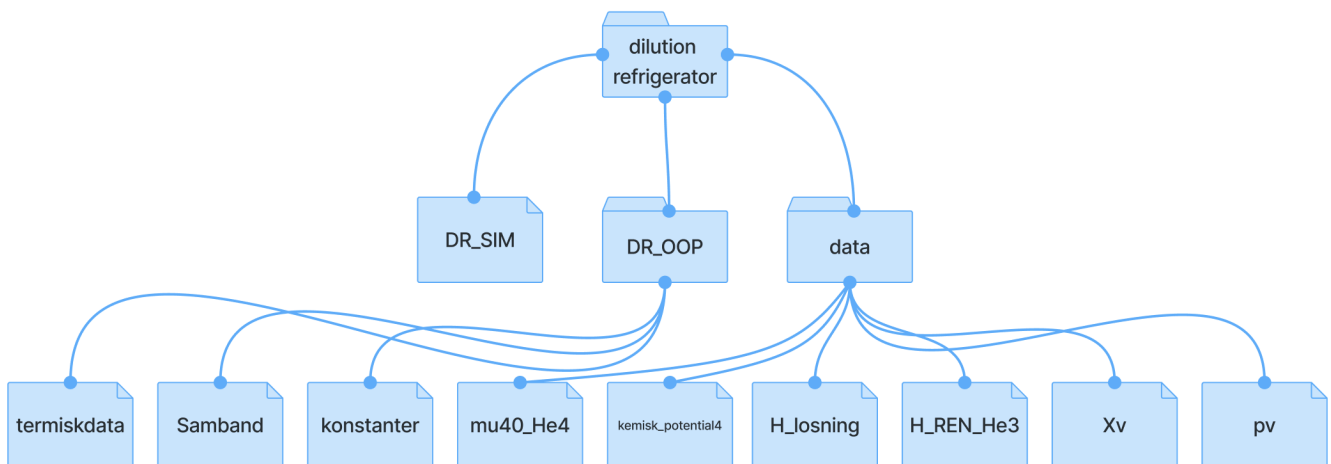 dilution
refrigerator
DR_SIM
DR_OOP
data
termiskdata
Samband
konstanter
mu40_He4
kemisk_potential4
H_losning
H_REN_He3
Xv
pv